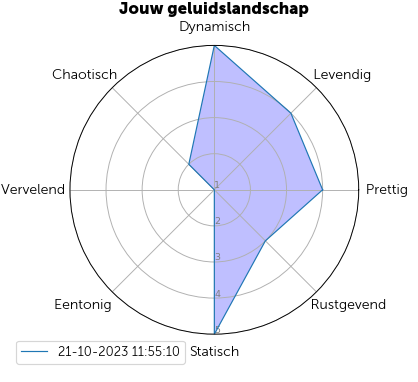 Jouw geluidslandschap
Dynamisch
Chaotisch
Levendig
Vervelend
1
Prettig
2
3
4
5
Eentonig
Rustgevend
21-10-2023 11:55:10
Statisch